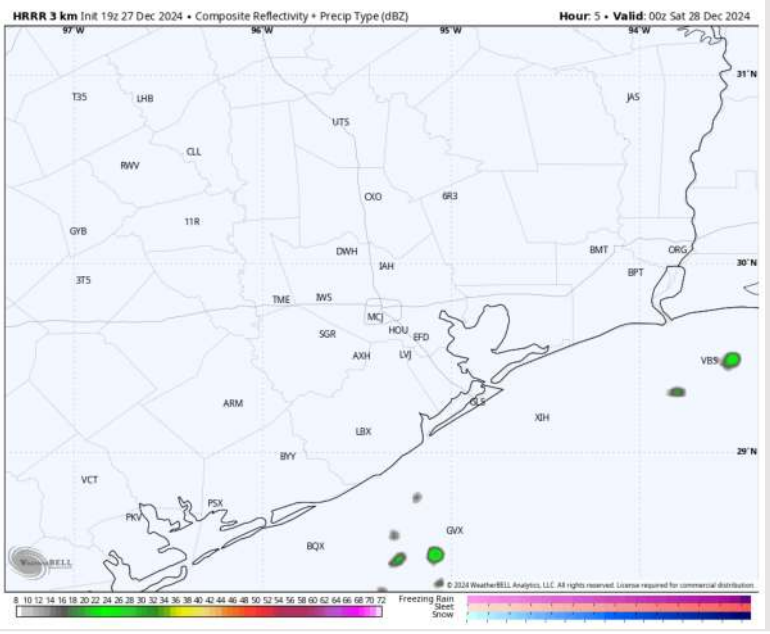 HRRR 3 km Init 19z 27 Dec 2024 • Composite Reflectivity + Precip Type (dBZ) Hour: 5 • Valid: 00z Sat 28 Dec 2024
97°W 96°W 95°W 94°W
31°N
T35 LHB JAS
UTS
CLL
RWV
CXO 6R3
11R
GYB
DWH BMT ORG
IAH 30°N
3T5 BPT
TME IWS
MCJ
SGR HOU EFD
AXH LVJ VBS
ARM GLS
LBX XIH
BYY 29°N
VCT
PSX
PKV
GVX
BQX
WeatherBELL
© 2024 WeatherBELL Analytics, LLC. All rights reserved. License required for commercial distribution.
8 10 12 14 16 18 20 22 24 26 28 30 32 34 36 38 40 42 44 46 48 50 52 54 56 58 60 62 64 66 68 70 72
Freezing Rain
Sleet
Snow